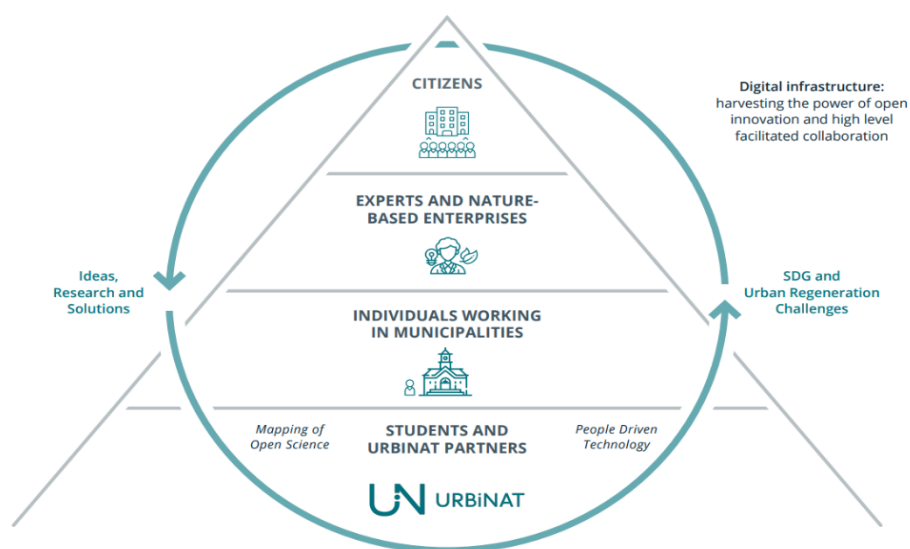 CITIZENS
Digital infrastructure:
harvesting the power of open
innovation and high level
facilitated collaboration
EXPERTS AND NATURE-
BASED ENTERPRISES
Ideas,
Research and
Solutions
SDG and
Urban Regeneration
Challenges
INDIVIDUALS WORKING
IN MUNICIPALITIES
Mapping of
Open Science
STUDENTS AND
URBINAT PARTNERS
People Driven
Technology
UN URBiNAT